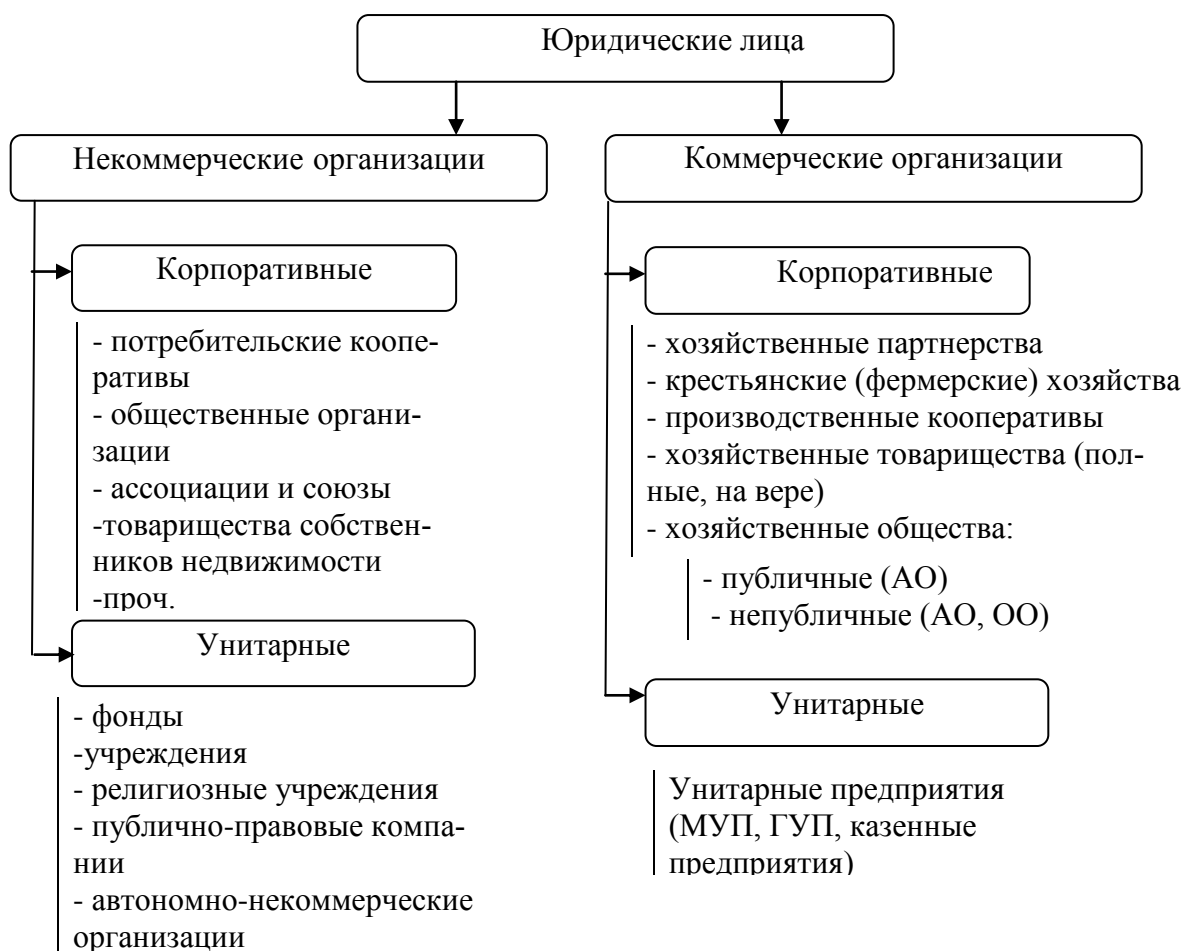 Юридические лица
Некоммерческие организации
Корпоративные
- потребительские коопе-
ративы
- общественные органи-
зации
- ассоциации и союзы
-товарищества собствен-
ников недвижимости
-проч.
Унитарные
- фонды
-учреждения
- религиозные учреждения
- публично-правовые компа-
нии
- автономно-некоммерческие
организации
Коммерческие организации
Корпоративные
- хозяйственные партнерства
- крестьянские (фермерские) хозяйства
- производственные кооперативы
- хозяйственные товарищества (пол-
ные, на вере)
- хозяйственные общества:
- публичные (АО)
- непубличные (АО, ОО)
Унитарные
Унитарные предприятия
(МУП, ГУП, казенные
предприятия)